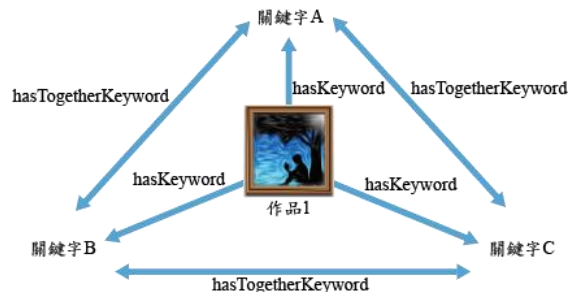 關鍵字A
hasTogetherKeyword
hasKeyword
hasTogetherKeyword
hasKeyword
hasKeyword
作品1
關鍵字B
關鍵字C
hasTogetherKeyword